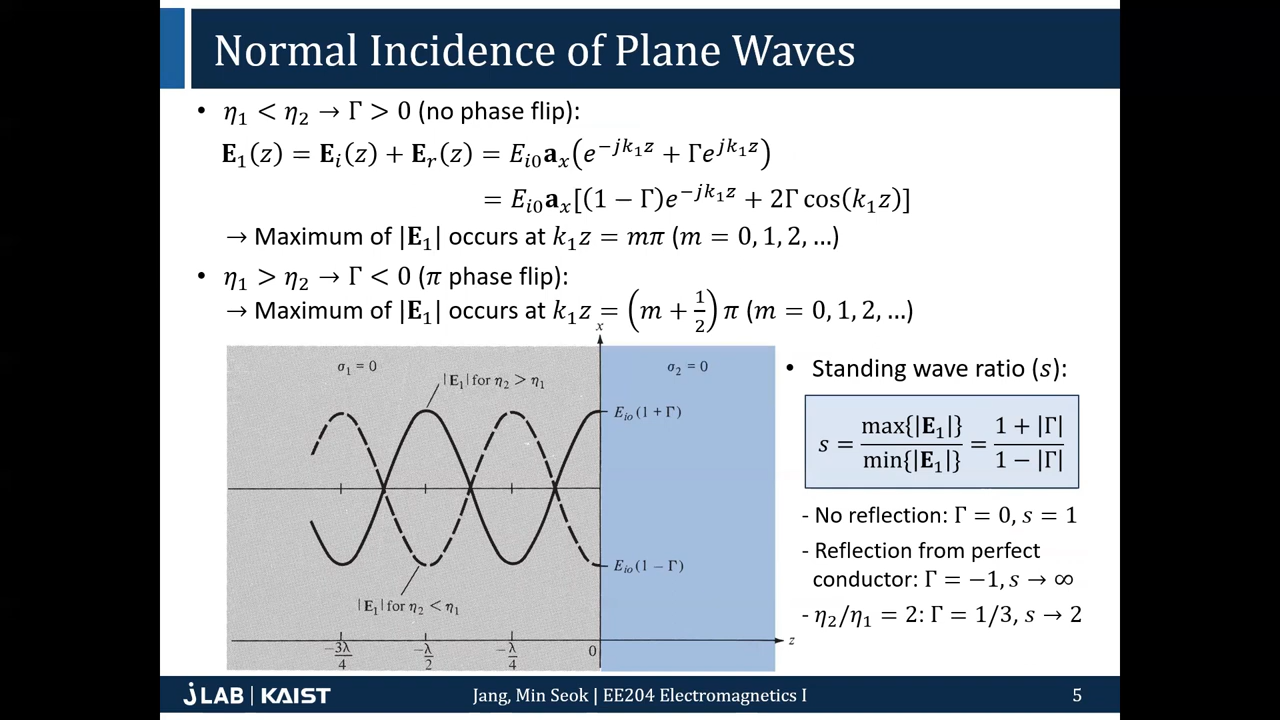 Normal Incidence of Plane Waves
• η₁ < η₂ → Γ > 0 (no phase flip):
𝐄₁(z) = 𝐄ᵢ(z) + 𝐄ᵣ(z) = E_{i0}𝐚ₓ(e^{−jk₁z} + Γe^{jk₁z})
= E_{i0}𝐚ₓ[(1 − Γ)e^{−jk₁z} + 2Γ cos(k₁z)]
→ Maximum of |𝐄₁| occurs at k₁z = mπ (m = 0, 1, 2, …)
• η₁ > η₂ → Γ < 0 (π phase flip):
→ Maximum of |𝐄₁| occurs at k₁z = (m + 1/2) π (m = 0, 1, 2, …)
x
σ₁ = 0
σ₂ = 0
|𝐄₁| for η₂ > η₁
E_{io}(1 + Γ)
E_{io}(1 − Γ)
|𝐄₁| for η₂ < η₁
−3λ/4
−λ/2
−λ/4
0
z
• Standing wave ratio (s):
s = max{|𝐄₁|}/min{|𝐄₁|} = (1 + |Γ|)/(1 − |Γ|)
- No reflection: Γ = 0, s = 1
- Reflection from perfect
conductor: Γ = −1, s → ∞
- η₂/η₁ = 2: Γ = 1/3, s → 2
jLAB | KAIST
Jang, Min Seok | EE204 Electromagnetics I
5